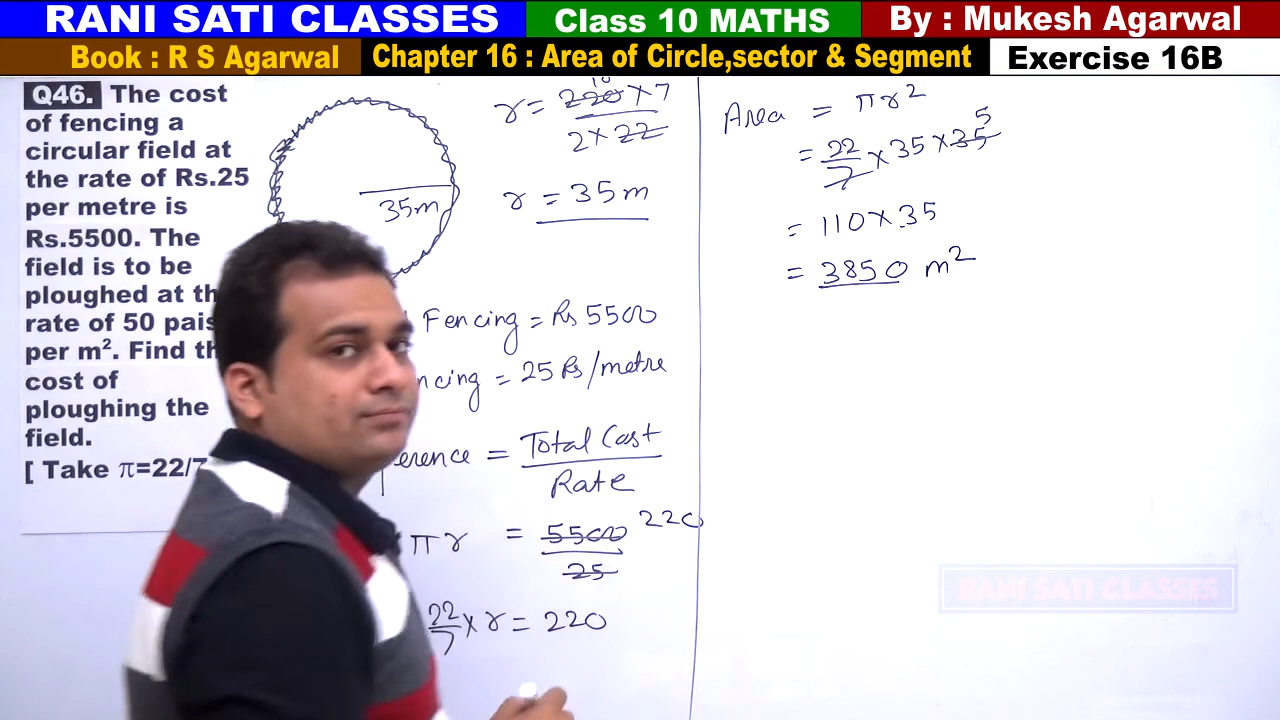 RANI SATI CLASSES
Class 10 MATHS
By : Mukesh Agarwal
Book : R S Agarwal
Chapter 16 : Area of Circle,sector & Segment
Exercise 16B
Q46. The cost
of fencing a
circular field at
the rate of Rs.25
per metre is
Rs.5500. The
field is to be
ploughed at th
rate of 50 pais
per m². Find th
cost of
ploughing the
field.
[ Take π=22/7
35m
r = 220 × 7 / 2 × 22
10
r = 35m
Fencing = Rs 5500
ncing = 25 Rs/metre
erence = Total Cost / Rate
πr = 5500 / 25 220
22/7 × r = 220
Area = πr²
= 22/7 × 35 × 35 5
= 110 × 35
= 3850 m²
RANI SATI CLASSES